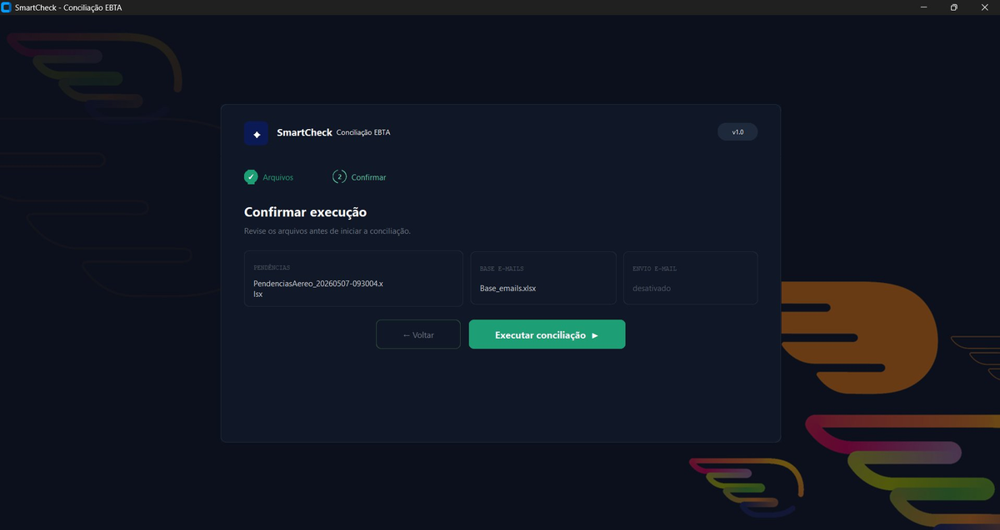 SmartCheck - Conciliação EBTA
SmartCheck Conciliação EBTA
v1.0
✓ Arquivos
2 Confirmar
Confirmar execução
Revise os arquivos antes de iniciar a conciliação.
PENDÊNCIAS
PendenciasAereo_20260507-093004.x
lsx
BASE E-MAILS
Base_emails.xlsx
ENVIO E-MAIL
desativado
← Voltar
Executar conciliação ►